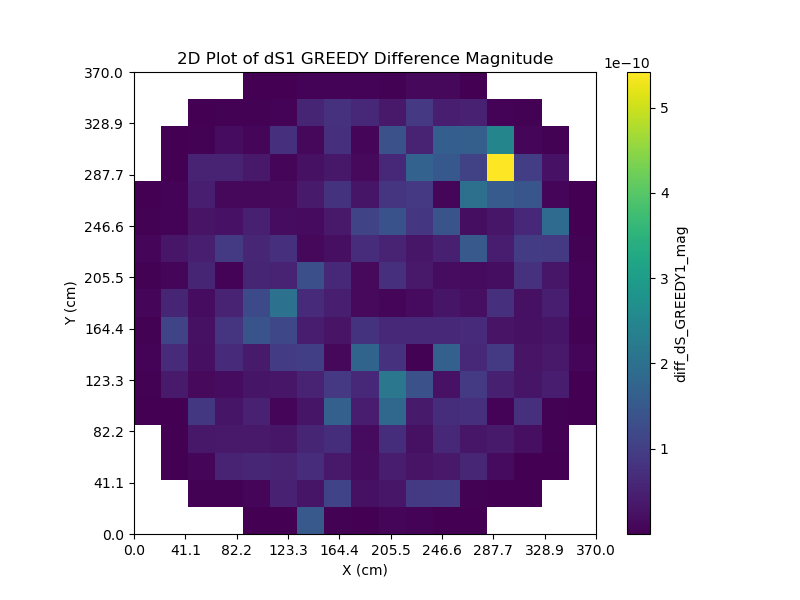 2D Plot of dS1 GREEDY Difference Magnitude
1e−10
370.0
328.9
287.7
246.6
205.5
164.4
123.3
82.2
41.1
0.0
Y (cm)
0.0 41.1 82.2 123.3 164.4 205.5 246.6 287.7 328.9 370.0
X (cm)
5
4
3
2
1
diff_dS_GREEDY1_mag